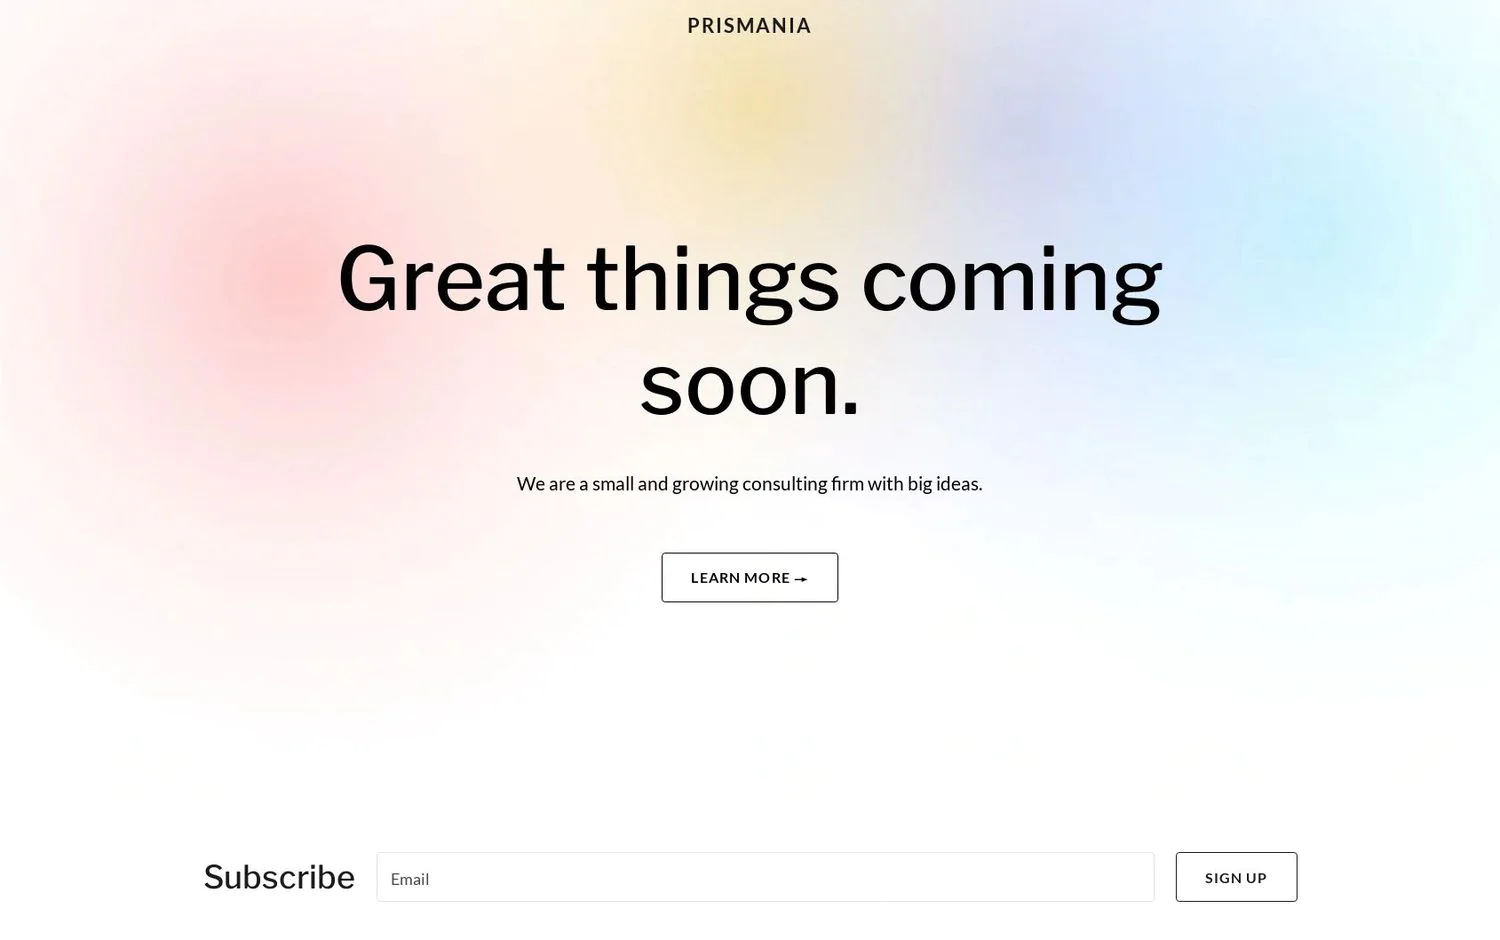 PRISMANIA
Great things coming
soon.
We are a small and growing consulting firm with big ideas.
LEARN MORE →
Subscribe
Email
SIGN UP